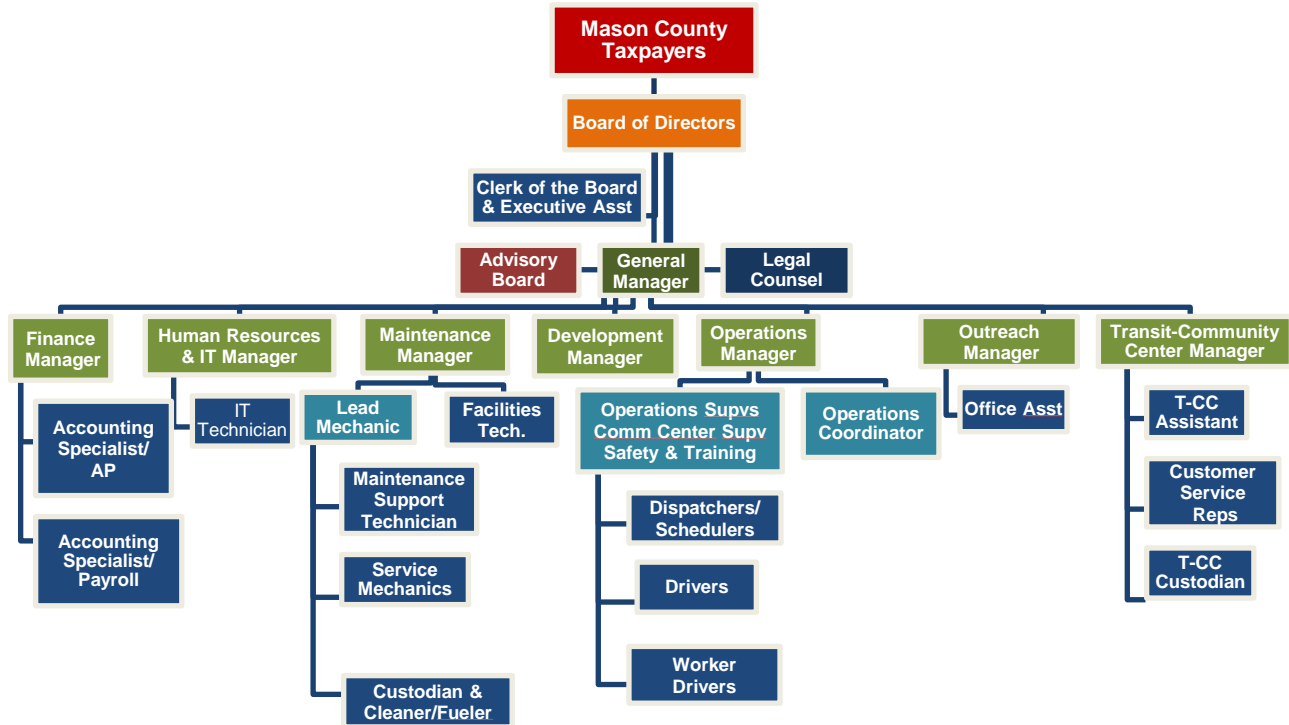 Mason County
Taxpayers
Board of Directors
Clerk of the Board
& Executive Asst
Advisory
Board
General
Manager
Legal
Counsel
Finance
Manager
Human Resources
& IT Manager
Maintenance
Manager
Development
Manager
Operations
Manager
Outreach
Manager
Transit-Community
Center Manager
Accounting
Specialist/
AP
Accounting
Specialist/
Payroll
IT
Technician
Lead
Mechanic
Facilities
Tech.
Maintenance
Support
Technician
Service
Mechanics
Custodian &
Cleaner/Fueler
Operations Supvs
Comm Center Supv
Safety & Training
Operations
Coordinator
Dispatchers/
Schedulers
Drivers
Worker
Drivers
Office Asst
T-CC
Assistant
Customer
Service
Reps
T-CC
Custodian